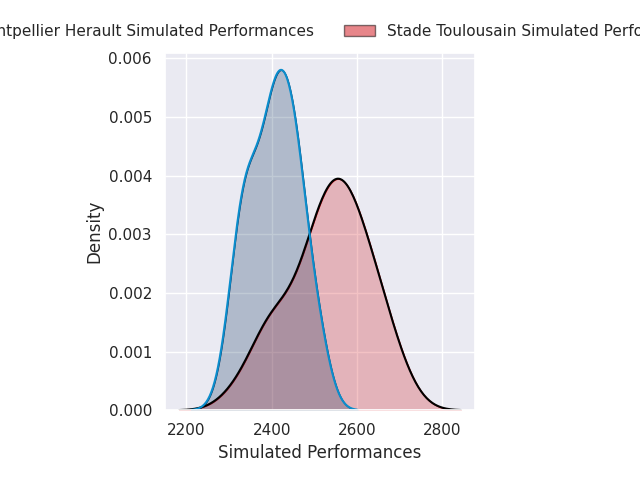 ntpellier Herault Simulated Performances Stade Toulousain Simulated Perfo
0.006
0.005
0.004
0.003
0.002
0.001
0.000
Density
2200 2400 2600 2800
Simulated Performances